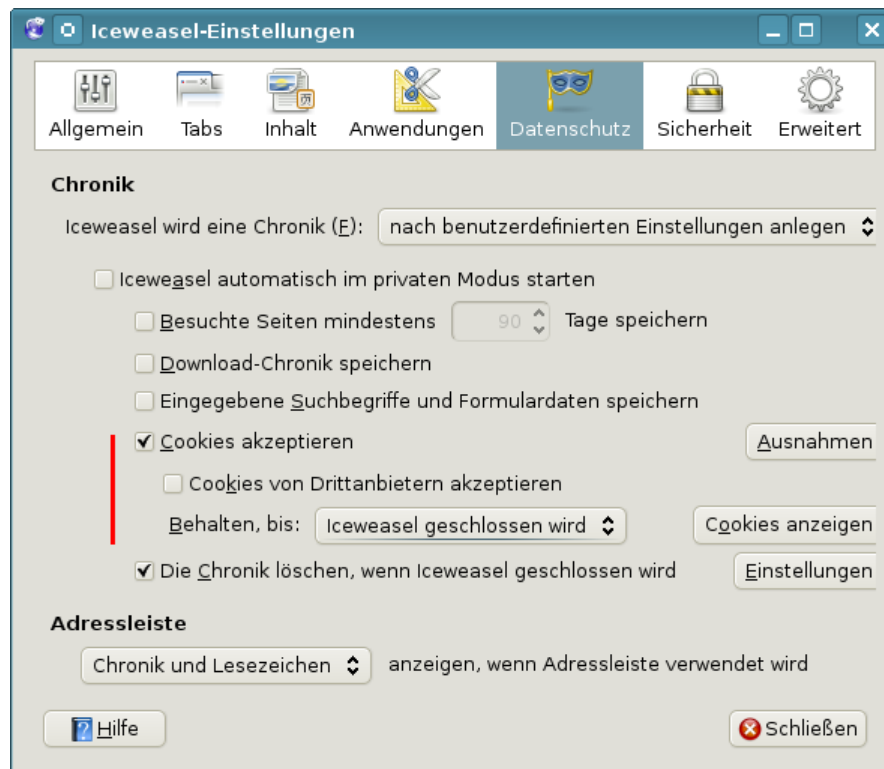 Iceweasel-Einstellungen
Allgemein Tabs Inhalt Anwendungen Datenschutz Sicherheit Erweitert
Chronik
Iceweasel wird eine Chronik (F): nach benutzerdefinierten Einstellungen anlegen
Iceweasel automatisch im privaten Modus starten
Besuchte Seiten mindestens 90 Tage speichern
Download-Chronik speichern
Eingegebene Suchbegriffe und Formulardaten speichern
Cookies akzeptieren Ausnahmen
Cookies von Drittanbietern akzeptieren
Behalten, bis: Iceweasel geschlossen wird Cookies anzeigen
Die Chronik löschen, wenn Iceweasel geschlossen wird Einstellungen
Adressleiste
Chronik und Lesezeichen anzeigen, wenn Adressleiste verwendet wird
Hilfe Schließen